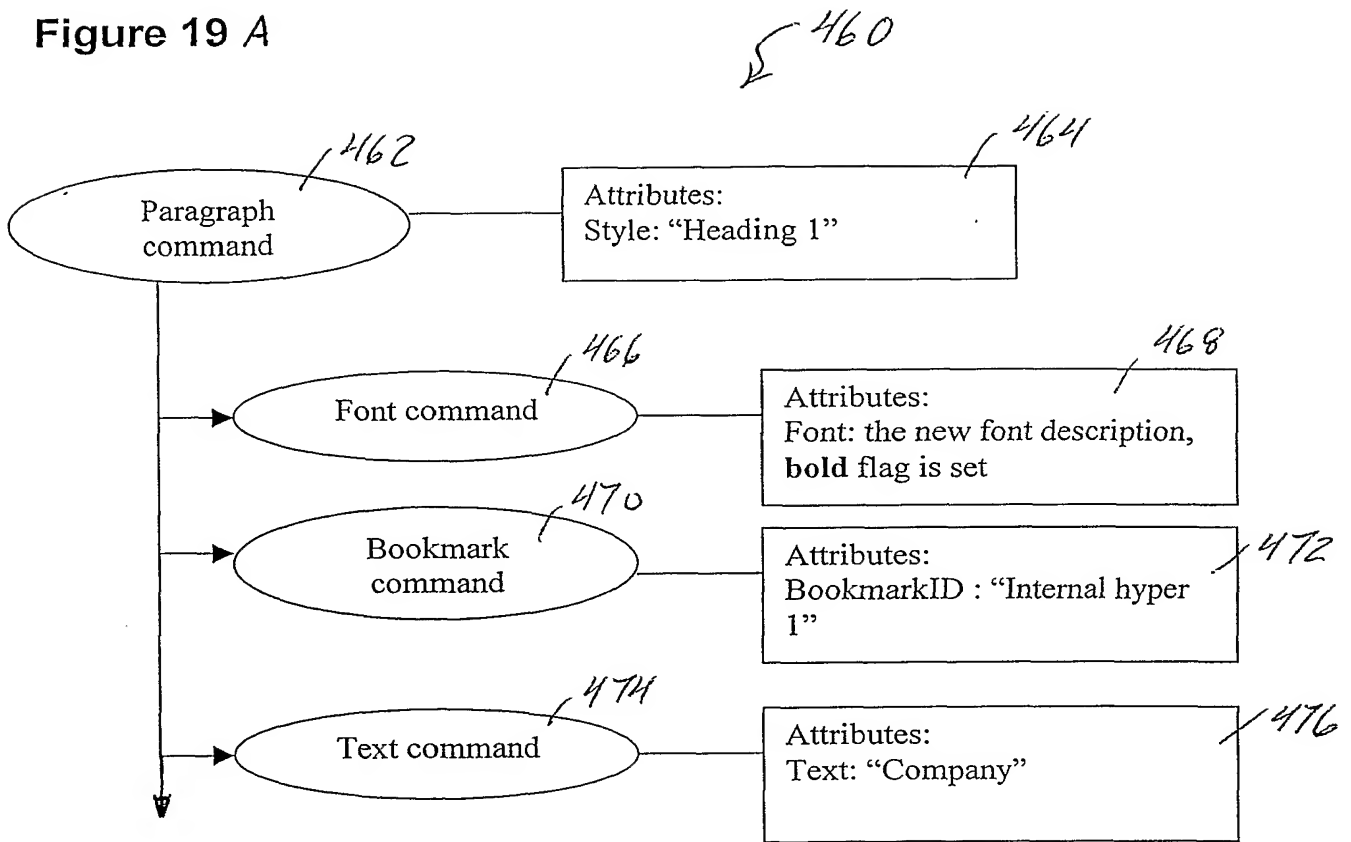 Figure 19 A
460
462
464
Paragraph
command
Attributes:
Style: “Heading 1”
466
468
Font command
Attributes:
Font: the new font description,
bold flag is set
470
472
Bookmark
command
Attributes:
BookmarkID : “Internal hyper
1”
474
476
Text command
Attributes:
Text: “Company”